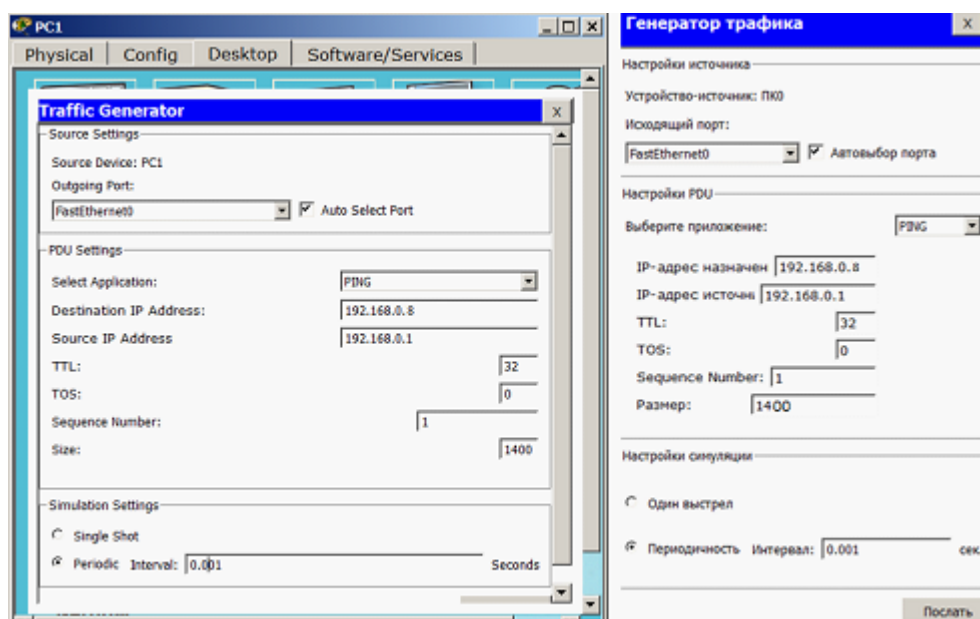 PC1
Physical Config Desktop Software/Services
Traffic Generator X
Source Settings
Source Device: PC1
Outgoing Port:
FastEthernet0 Auto Select Port
PDU Settings
Select Application: PING
Destination IP Address: 192.168.0.8
Source IP Address 192.168.0.1
TTL: 32
TOS: 0
Sequence Number: 1
Size: 1400
Simulation Settings
Single Shot
Periodic Interval: 0.001 Seconds
Генератор трафика X
Настройки источника
Устройство-источник: ПК0
Исходящий порт:
FastEthernet0 Автовыбор порта
Настройки PDU
Выберите приложение: PING
IP-адрес назначен 192.168.0.8
IP-адрес источни 192.168.0.1
TTL: 32
TOS: 0
Sequence Number: 1
Размер: 1400
Настройки симуляции
Один выстрел
Периодичность Интервал: 0.001 сек
Послать